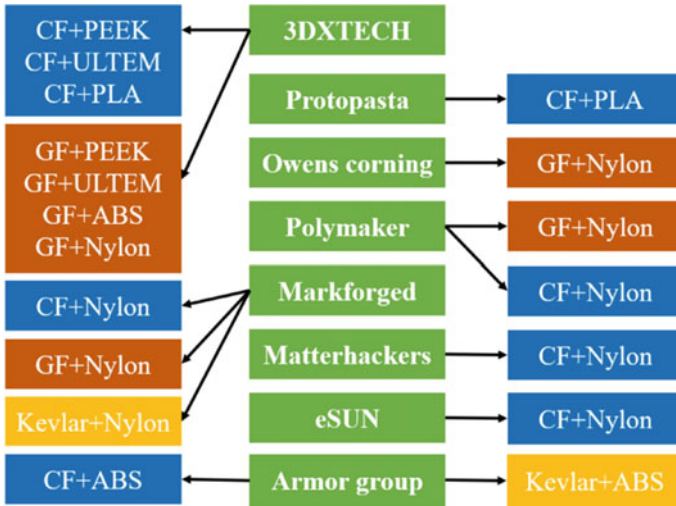 CF+PEEK
CF+ULTEM
CF+PLA
GF+PEEK
GF+ULTEM
GF+ABS
GF+Nylon
CF+Nylon
GF+Nylon
Kevlar+Nylon
CF+ABS
3DXTECH
Protopasta
Owens corning
Polymaker
Markforged
Matterhackers
eSUN
Armor group
CF+PLA
GF+Nylon
GF+Nylon
CF+Nylon
CF+Nylon
CF+Nylon
Kevlar+ABS